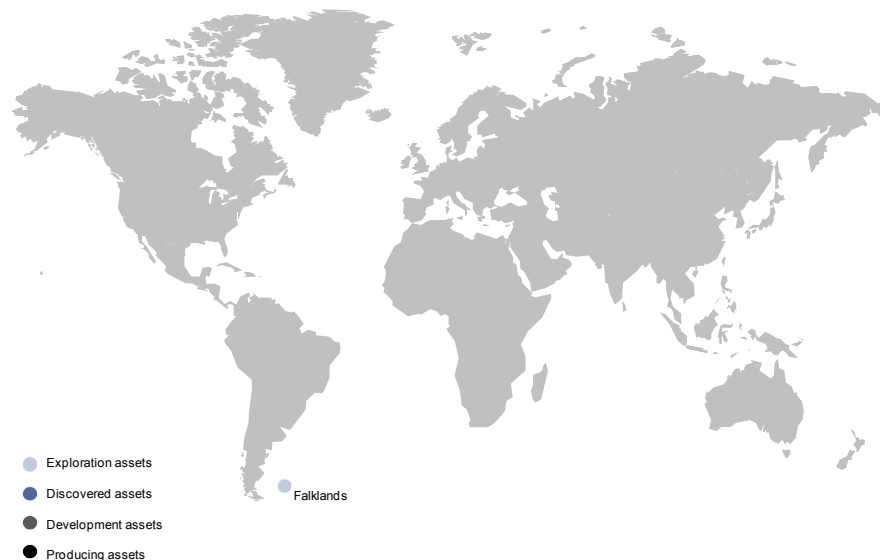 Exploration assets
Discovered assets
Falklands
Development assets
Producing assets